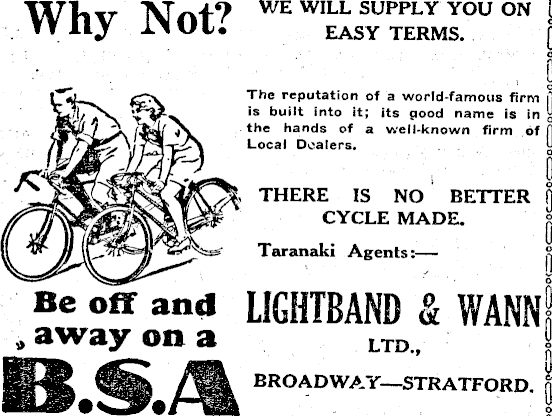 Why Not?
Be off and
away on a
B.S.A
WE WILL SUPPLY YOU ON
EASY TERMS.
The reputation of a world-famous firm
is built into it; its good name is in
the hands of a well-known firm of
Local Dealers.
THERE IS NO BETTER
CYCLE MADE.
Taranaki Agents:—
LIGHTBAND & WANN
LTD.,
BROADWAY—STRATFORD.